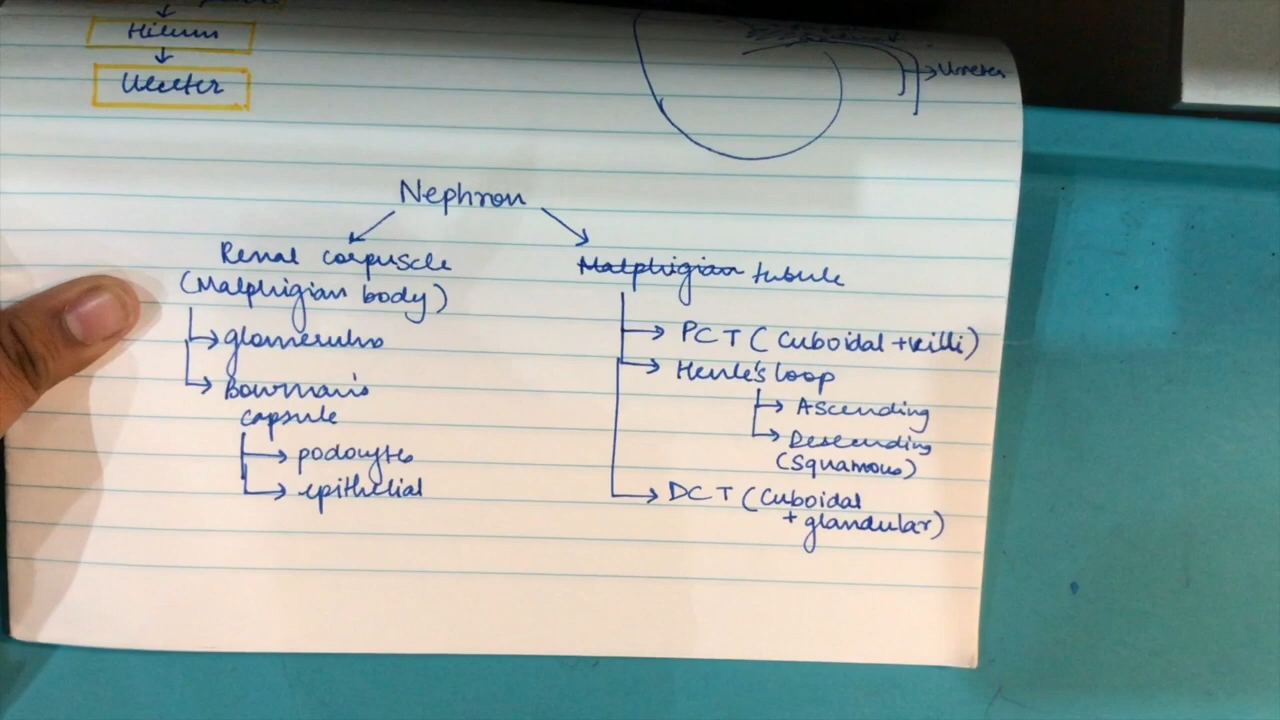 Hilum
Ureter
Ureter
Nephron
Renal corpuscle
(Malphigian body)
glomerulus
Bowman's
capsule
podocytes
epithelial
Malphigian tubule
PCT (Cuboidal + villi)
Henle's loop
Ascending
Descending
(Squamous)
DCT (Cuboidal
+ glandular)